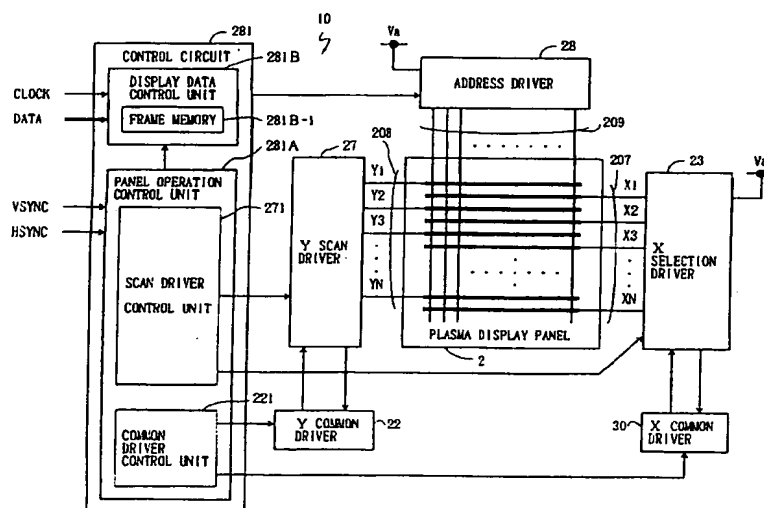 10
281
CONTROL CIRCUIT
281B
DISPLAY DATA
CONTROL UNIT
FRAME MEMORY
281B-1
CLOCK
DATA
281A
PANEL OPERATION
CONTROL UNIT
271
VSYNC
HSYNC
SCAN DRIVER
CONTROL UNIT
221
COMMON
DRIVER
CONTROL UNIT
Va
28
ADDRESS DRIVER
209
27
208
207
23
Y1
Y2
Y3
YN
Y SCAN
DRIVER
X1
X2
X3
XN
X
SELECTION
DRIVER
PLASMA DISPLAY PANEL
2
Y COMMON
DRIVER
22
30
X COMMON
DRIVER